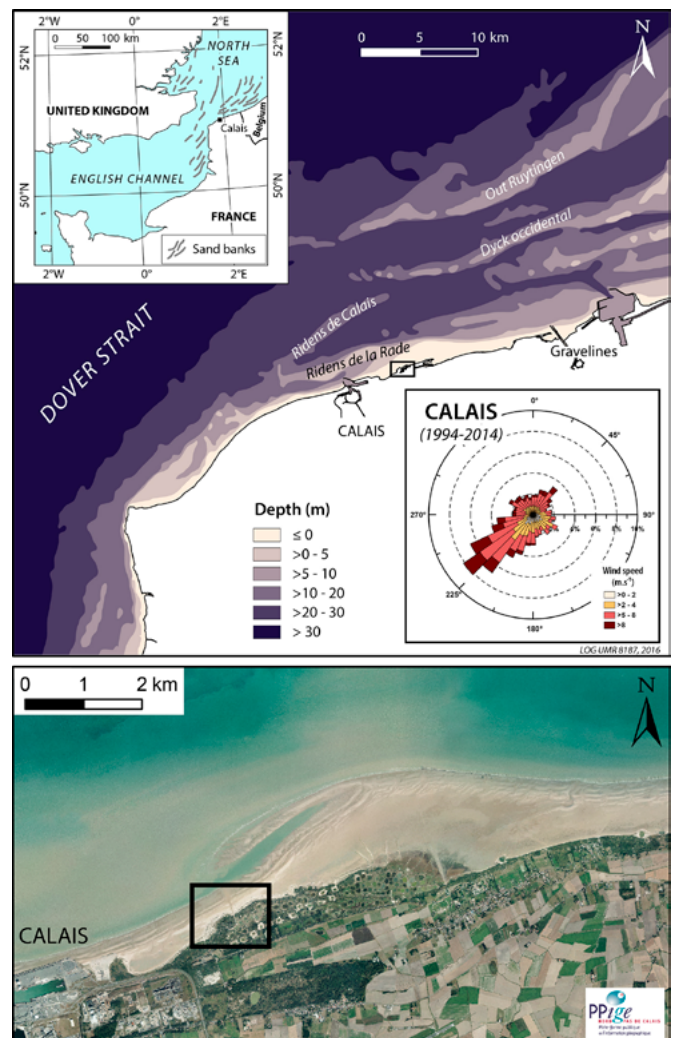 2°W
0°
2°E
0 50 100 km
52°N
52°N
NORTH
SEA
UNITED KINGDOM
Calais
Belgium
ENGLISH CHANNEL
50°N
50°N
FRANCE
Sand banks
2°W
0°
2°E
0 5 10 km
N
Out Ruytingen
Dyck occidental
Ridens de Calais
Ridens de la Rade
DOVER STRAIT
Gravelines
CALAIS
Depth (m)
≤ 0
>0 - 5
>5 - 10
>10 - 20
>20 - 30
> 30
CALAIS
(1994-2014)
0°
45°
270°
90°
225°
180°
Wind speed
(m.s⁻¹)
>0 - 2
>2 - 4
>5 - 8
>8
LOG-UMR 8187, 2016
0 1 2 km
N
CALAIS
PPige